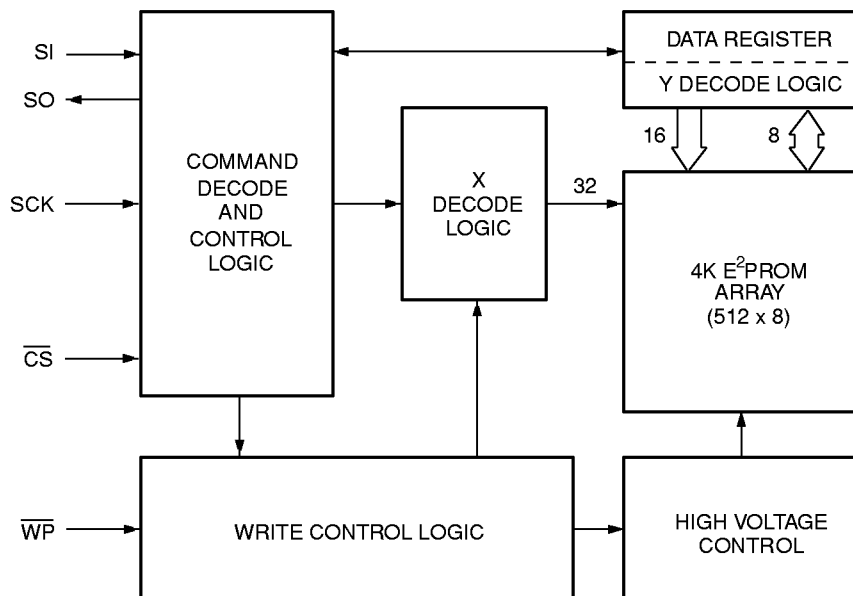 SI
SO
SCK
CS
WP
COMMAND
DECODE
AND
CONTROL
LOGIC
X
DECODE
LOGIC
32
DATA REGISTER
Y DECODE LOGIC
16
8
4K E²PROM
ARRAY
(512 x 8)
WRITE CONTROL LOGIC
HIGH VOLTAGE
CONTROL